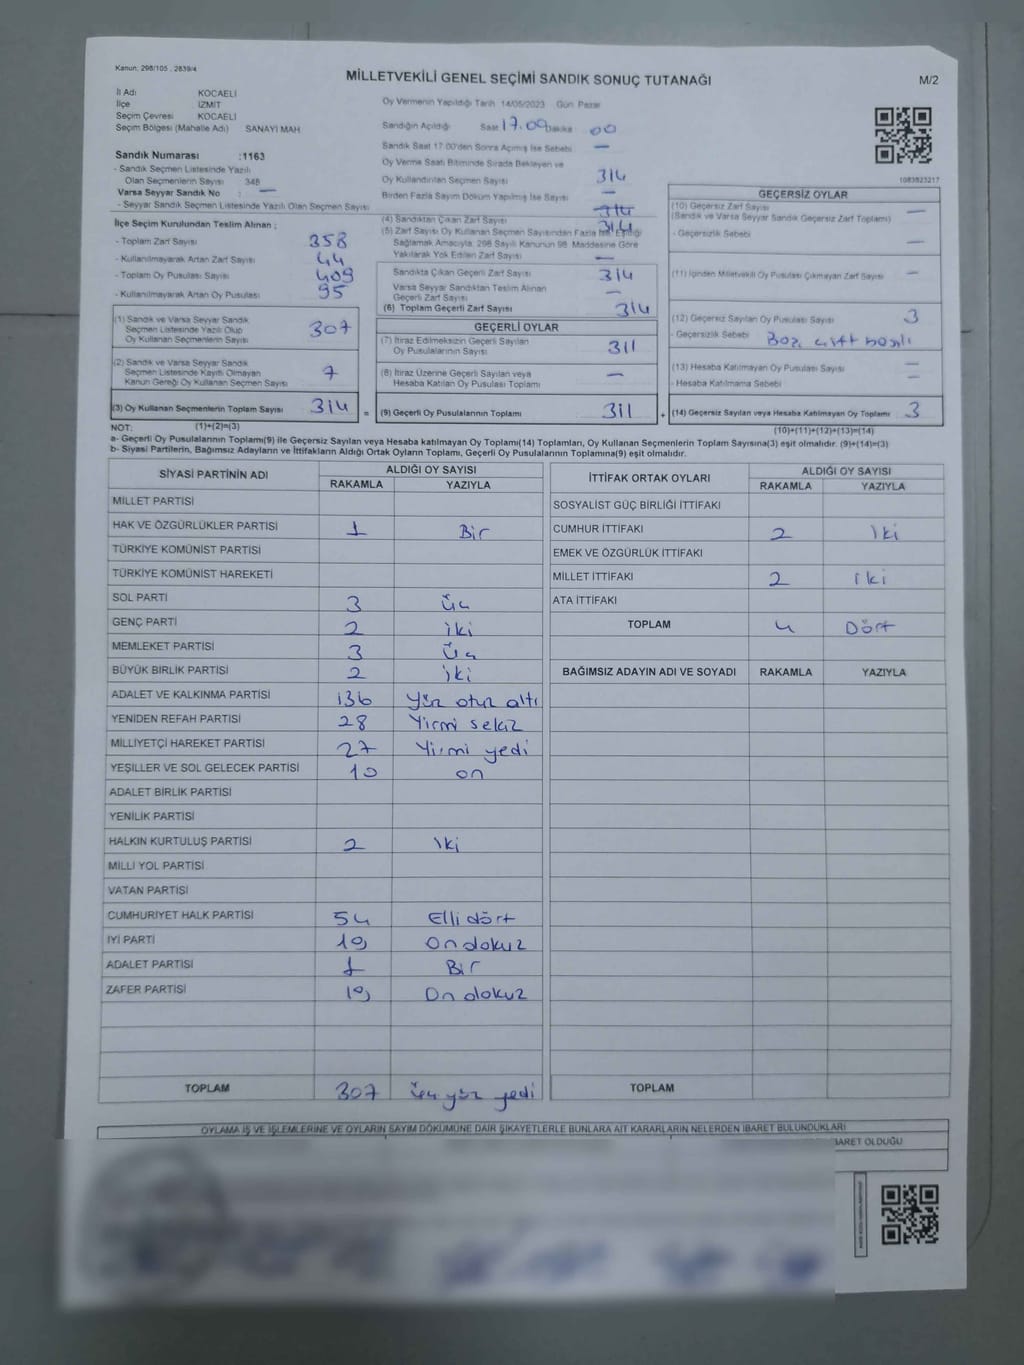 Kanun: 298/105 , 2839/4
MİLLETVEKİLİ GENEL SEÇİMİ SANDIK SONUÇ TUTANAĞI
M/2
İl Adı KOCAELİ
İlçe İZMİT
Seçim Çevresi KOCAELİ
Seçim Bölgesi (Mahalle Adı) SANAYİ MAH
Sandık Numarası :1163
- Sandık Seçmen Listesinde Yazılı
Olan Seçmenlerin Sayısı 348
Varsa Seyyar Sandık No : —
- Seyyar Sandık Seçmen Listesinde Yazılı Olan Seçmen Sayısı
Oy Vermenin Yapıldığı Tarih 14/05/2023 Gün Pazar
Sandığın Açıldığı Saat 17.00 Dakika 00
Sandık Saat 17:00'den Sonra Açılmış İse Sebebi —
Oy Verme Saati Bitiminde Sırada Bekleyen ve
Oy Kullandırılan Seçmen Sayısı 314
Birden Fazla Sayım Döküm Yapılmış İse Sayısı —
1083923217
İlçe Seçim Kurulundan Teslim Alınan ;
- Toplam Zarf Sayısı 358
- Kullanılmayarak Artan Zarf Sayısı 44
- Toplam Oy Pusulası Sayısı 409
- Kullanılmayarak Artan Oy Pusulası 95
(4) Sandıktan Çıkan Zarf Sayısı 314
(5) Zarf Sayısı Oy Kullanan Seçmen Sayısından Fazla İse, Eşitliği
Sağlamak Amacıyla, 298 Sayılı Kanunun 98. Maddesine Göre
Yakılarak Yok Edilen Zarf Sayısı —
Sandıkta Çıkan Geçerli Zarf Sayısı 314
Varsa Seyyar Sandıktan Teslim Alınan
Geçerli Zarf Sayısı —
(6) Toplam Geçerli Zarf Sayısı 314
GEÇERSİZ OYLAR
(10) Geçersiz Zarf Sayısı —
(Sandık ve Varsa Seyyar Sandık Geçersiz Zarf Toplamı)
- Geçersizlik Sebebi —
(11) İçinden Milletvekili Oy Pusulası Çıkmayan Zarf Sayısı —
(12) Geçersiz Sayılan Oy Pusulası Sayısı 3
- Geçersizlik Sebebi çift basılı
(13) Hesaba Katılmayan Oy Pusulası Sayısı —
- Hesaba Katılmama Sebebi —
(14) Geçersiz Sayılan veya Hesaba Katılmayan Oy Toplamı 3
(10)+(11)+(12)+(13)=(14)
(1) Sandık ve Varsa Seyyar Sandık
Seçmen Listesinde Yazılı Olup
Oy Kullanan Seçmenlerin Sayısı 307
(2) Sandık ve Varsa Seyyar Sandık
Seçmen Listesinde Kayıtlı Olmayan
Kanun Gereği Oy Kullanan Seçmen Sayısı 7
(3) Oy Kullanan Seçmenlerin Toplam Sayısı 314 =
GEÇERLİ OYLAR
(7) İtiraz Edilmeksizin Geçerli Sayılan
Oy Pusulalarının Sayısı 311
(8) İtiraz Üzerine Geçerli Sayılan veya
Hesaba Katılan Oy Pusulası Toplamı —
(9) Geçerli Oy Pusulalarının Toplamı 311 +
NOT: (1)+(2)=(3)
a- Geçerli Oy Pusulalarının Toplamı(9) ile Geçersiz Sayılan veya Hesaba katılmayan Oy Toplamı(14) Toplamları, Oy Kullanan Seçmenlerin Toplam Sayısına(3) eşit olmalıdır. (9)+(14)=(3)
b- Siyasi Partilerin, Bağımsız Adayların ve İttifakların Aldığı Ortak Oyların Toplamı, Geçerli Oy Pusulalarının Toplamına(9) eşit olmalıdır.
SİYASİ PARTİNİN ADI ALDIĞI OY SAYISI
RAKAMLA YAZIYLA
MİLLET PARTİSİ
HAK VE ÖZGÜRLÜKLER PARTİSİ 1 Bir
TÜRKİYE KOMÜNİST PARTİSİ
TÜRKİYE KOMÜNİST HAREKETİ
SOL PARTİ 3 Üç
GENÇ PARTİ 2 iki
MEMLEKET PARTİSİ 3 Üç
BÜYÜK BİRLİK PARTİSİ 2 iki
ADALET VE KALKINMA PARTİSİ 136 Yüz otuz altı
YENİDEN REFAH PARTİSİ 28 Yirmi sekiz
MİLLİYETÇİ HAREKET PARTİSİ 27 Yirmi yedi
YEŞİLLER VE SOL GELECEK PARTİSİ 10 on
ADALET BİRLİK PARTİSİ
YENİLİK PARTİSİ
HALKIN KURTULUŞ PARTİSİ 2 iki
MİLLİ YOL PARTİSİ
VATAN PARTİSİ
CUMHURİYET HALK PARTİSİ 54 Elli dört
İYİ PARTİ 19 On dokuz
ADALET PARTİSİ 1 Bir
ZAFER PARTİSİ 19 On dokuz
TOPLAM 307 Üç yüz yedi
İTTİFAK ORTAK OYLARI ALDIĞI OY SAYISI
RAKAMLA YAZIYLA
SOSYALİST GÜÇ BİRLİĞİ İTTİFAKI
CUMHUR İTTİFAKI 2 İki
EMEK VE ÖZGÜRLÜK İTTİFAKI
MİLLET İTTİFAKI 2 iki
ATA İTTİFAKI
TOPLAM 4 Dört
BAĞIMSIZ ADAYIN ADI VE SOYADI RAKAMLA YAZIYLA
TOPLAM
OYLAMA İŞ VE İŞLEMLERİNE VE OYLARIN SAYIM DÖKÜMÜNE DAİR ŞİKAYETLERLE BUNLARA AİT KARARLARIN NELERDEN İBARET BULUNDUKLARI
BARET OLDUĞU